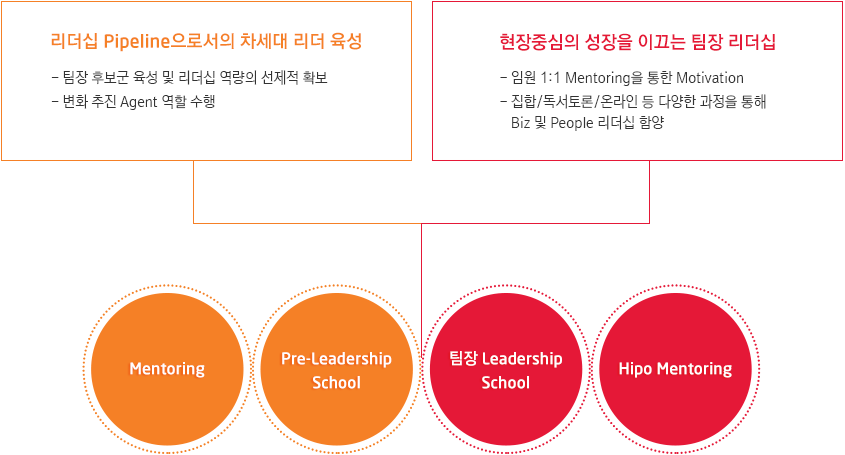 리더십 Pipeline으로서의 차세대 리더 육성
- 팀장 후보군 육성 및 리더십 역량의 선제적 확보
- 변화 추진 Agent 역할 수행
현장중심의 성장을 이끄는 팀장 리더십
- 임원 1:1 Mentoring을 통한 Motivation
- 집합/독서토론/온라인 등 다양한 과정을 통해
Biz 및 People 리더십 함양
Mentoring
Pre-Leadership
School
팀장 Leadership
School
Hipo Mentoring